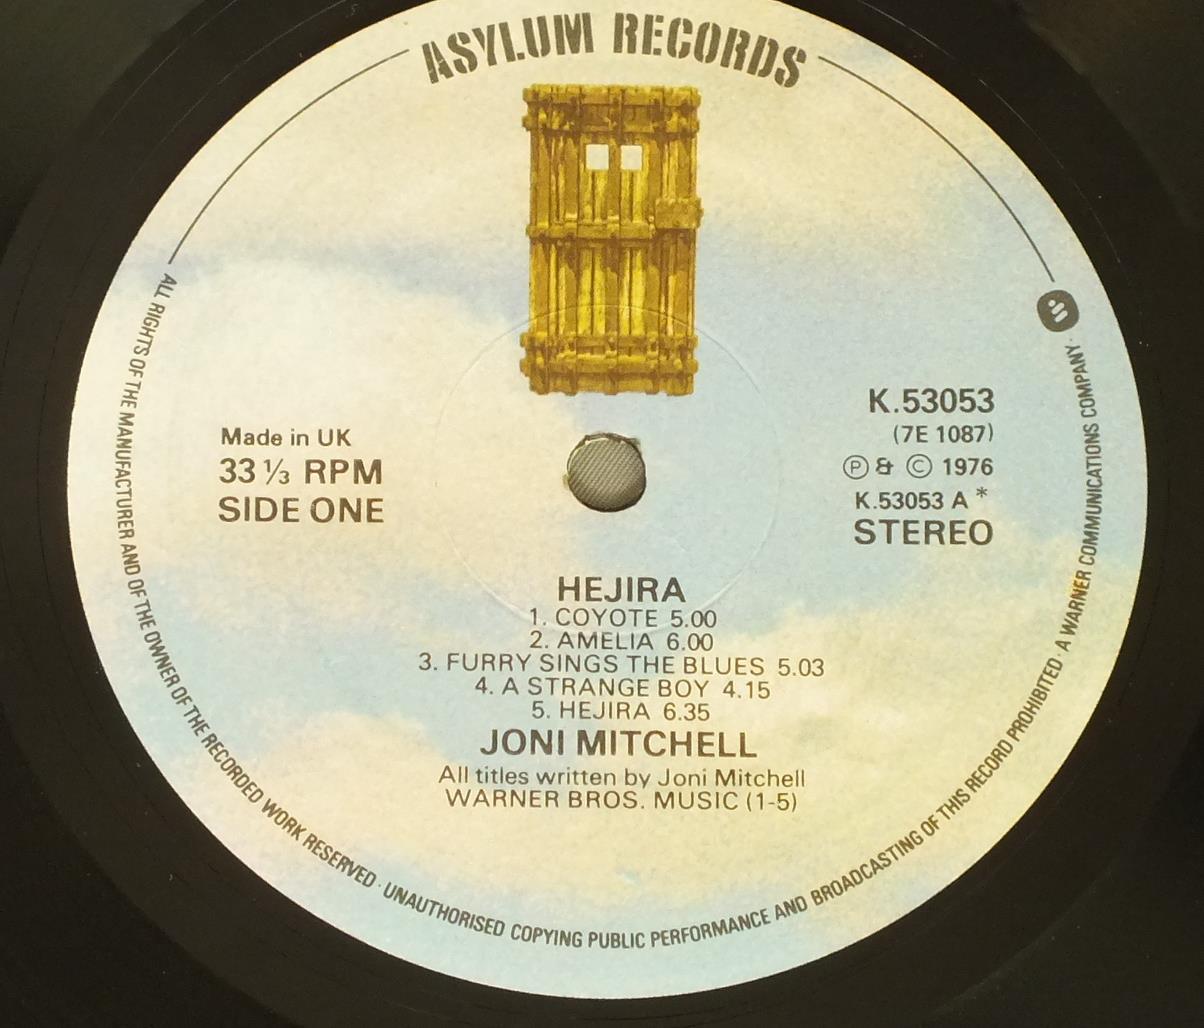 ASYLUM RECORDS
Made in UK
33 ⅓ RPM
SIDE ONE
K.53053
(7E 1087)
Ⓟ & © 1976
K.53053 A *
STEREO
HEJIRA
1. COYOTE 5.00
2. AMELIA 6.00
3. FURRY SINGS THE BLUES 5.03
4. A STRANGE BOY 4.15
5. HEJIRA 6.35
JONI MITCHELL
All titles written by Joni Mitchell
WARNER BROS. MUSIC (1-5)
ALL RIGHTS OF THE MANUFACTURER AND OF THE OWNER OF THE RECORDED WORK RESERVED · UNAUTHORISED COPYING PUBLIC PERFORMANCE AND BROADCASTING OF THIS RECORD PROHIBITED · A WARNER COMMUNICATIONS COMPANY ·